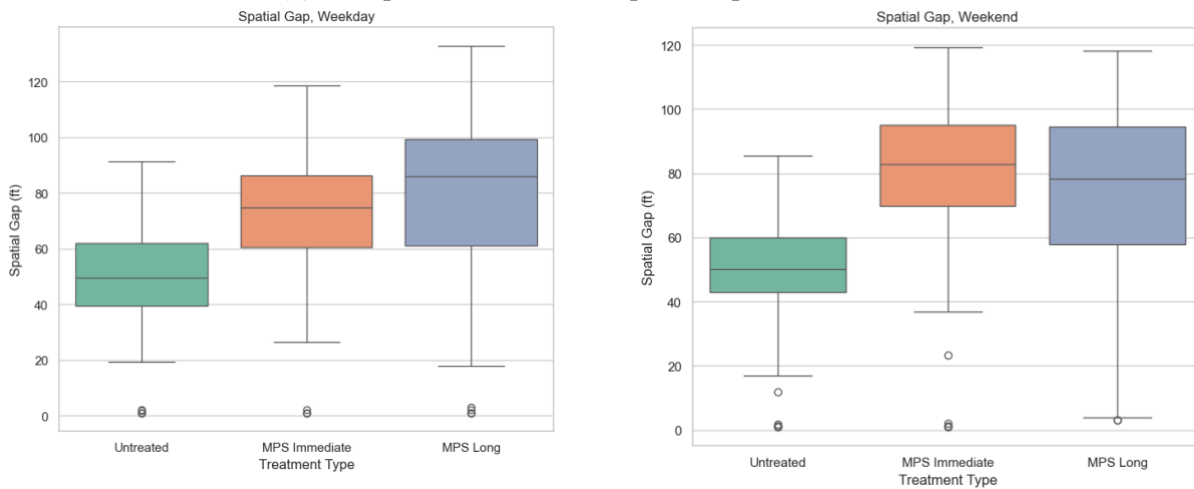 Spatial Gap, Weekday
Spatial Gap (ft)
120
100
80
60
40
20
0
Untreated MPS Immediate MPS Long
Treatment Type
Spatial Gap, Weekend
Spatial Gap (ft)
120
100
80
60
40
20
0
Untreated MPS Immediate MPS Long
Treatment Type